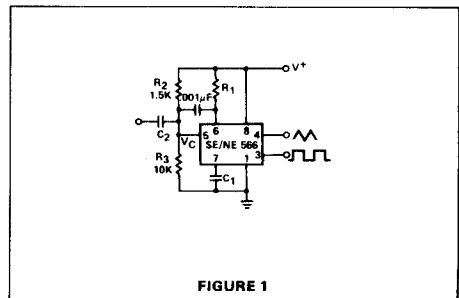 V+
R2
1.5K
.001μF
R1
6
8
C2
VC
5
SE/NE 566
4
3
7
1
R3
10K
C1
FIGURE 1